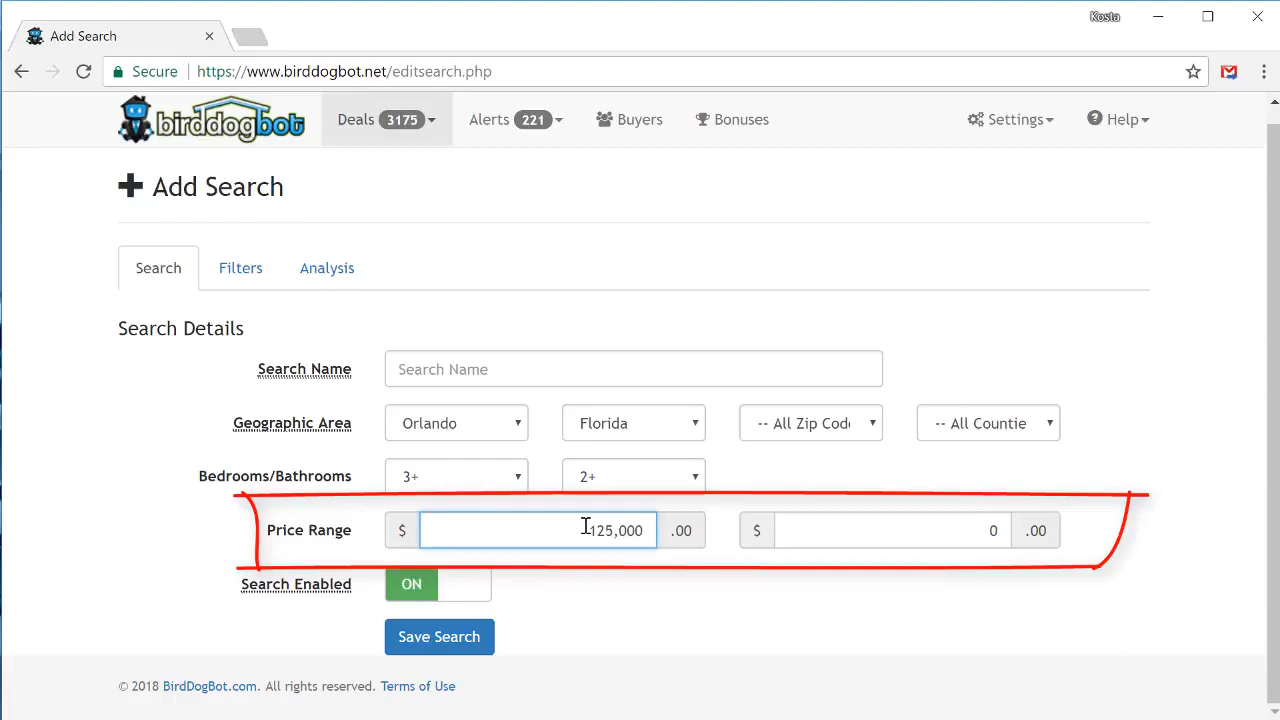 Kosta
Add Search
Secure https://www.birddogbot.net/editsearch.php
birddogbot Deals 3175 Alerts 221 Buyers Bonuses Settings Help
Add Search
Search Filters Analysis
Search Details
Search Name Search Name
Geographic Area Orlando Florida -- All Zip Code -- All Countie
Bedrooms/Bathrooms 3+ 2+
Price Range $ 125,000 .00 $ 0 .00
Search Enabled ON
Save Search
© 2018 BirdDogBot.com. All rights reserved. Terms of Use